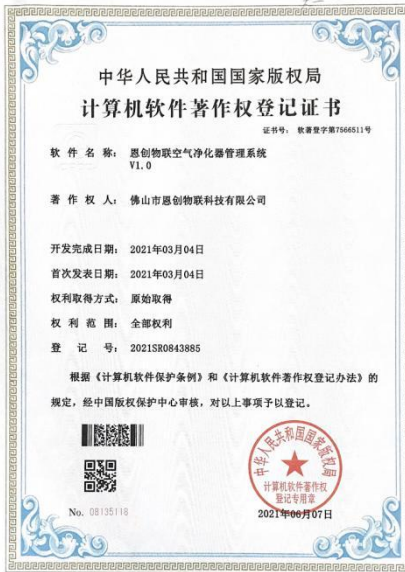 中华人民共和国国家版权局
计算机软件著作权登记证书
证书号： 软著登字第7566511号
软件名称： 恩创物联空气净化器管理系统
V1.0
著作权人： 佛山市恩创物联科技有限公司
开发完成日期： 2021年03月04日
首次发表日期： 2021年03月04日
权利取得方式： 原始取得
权利范围： 全部权利
登记号： 2021SR0843885
根据《计算机软件保护条例》和《计算机软件著作权登记办法》的
规定，经中国版权保护中心审核，对以上事项予以登记。
中华人民共和国国家版权局
计算机软件著作权
登记专用章
No. 08135118
2021年06月07日